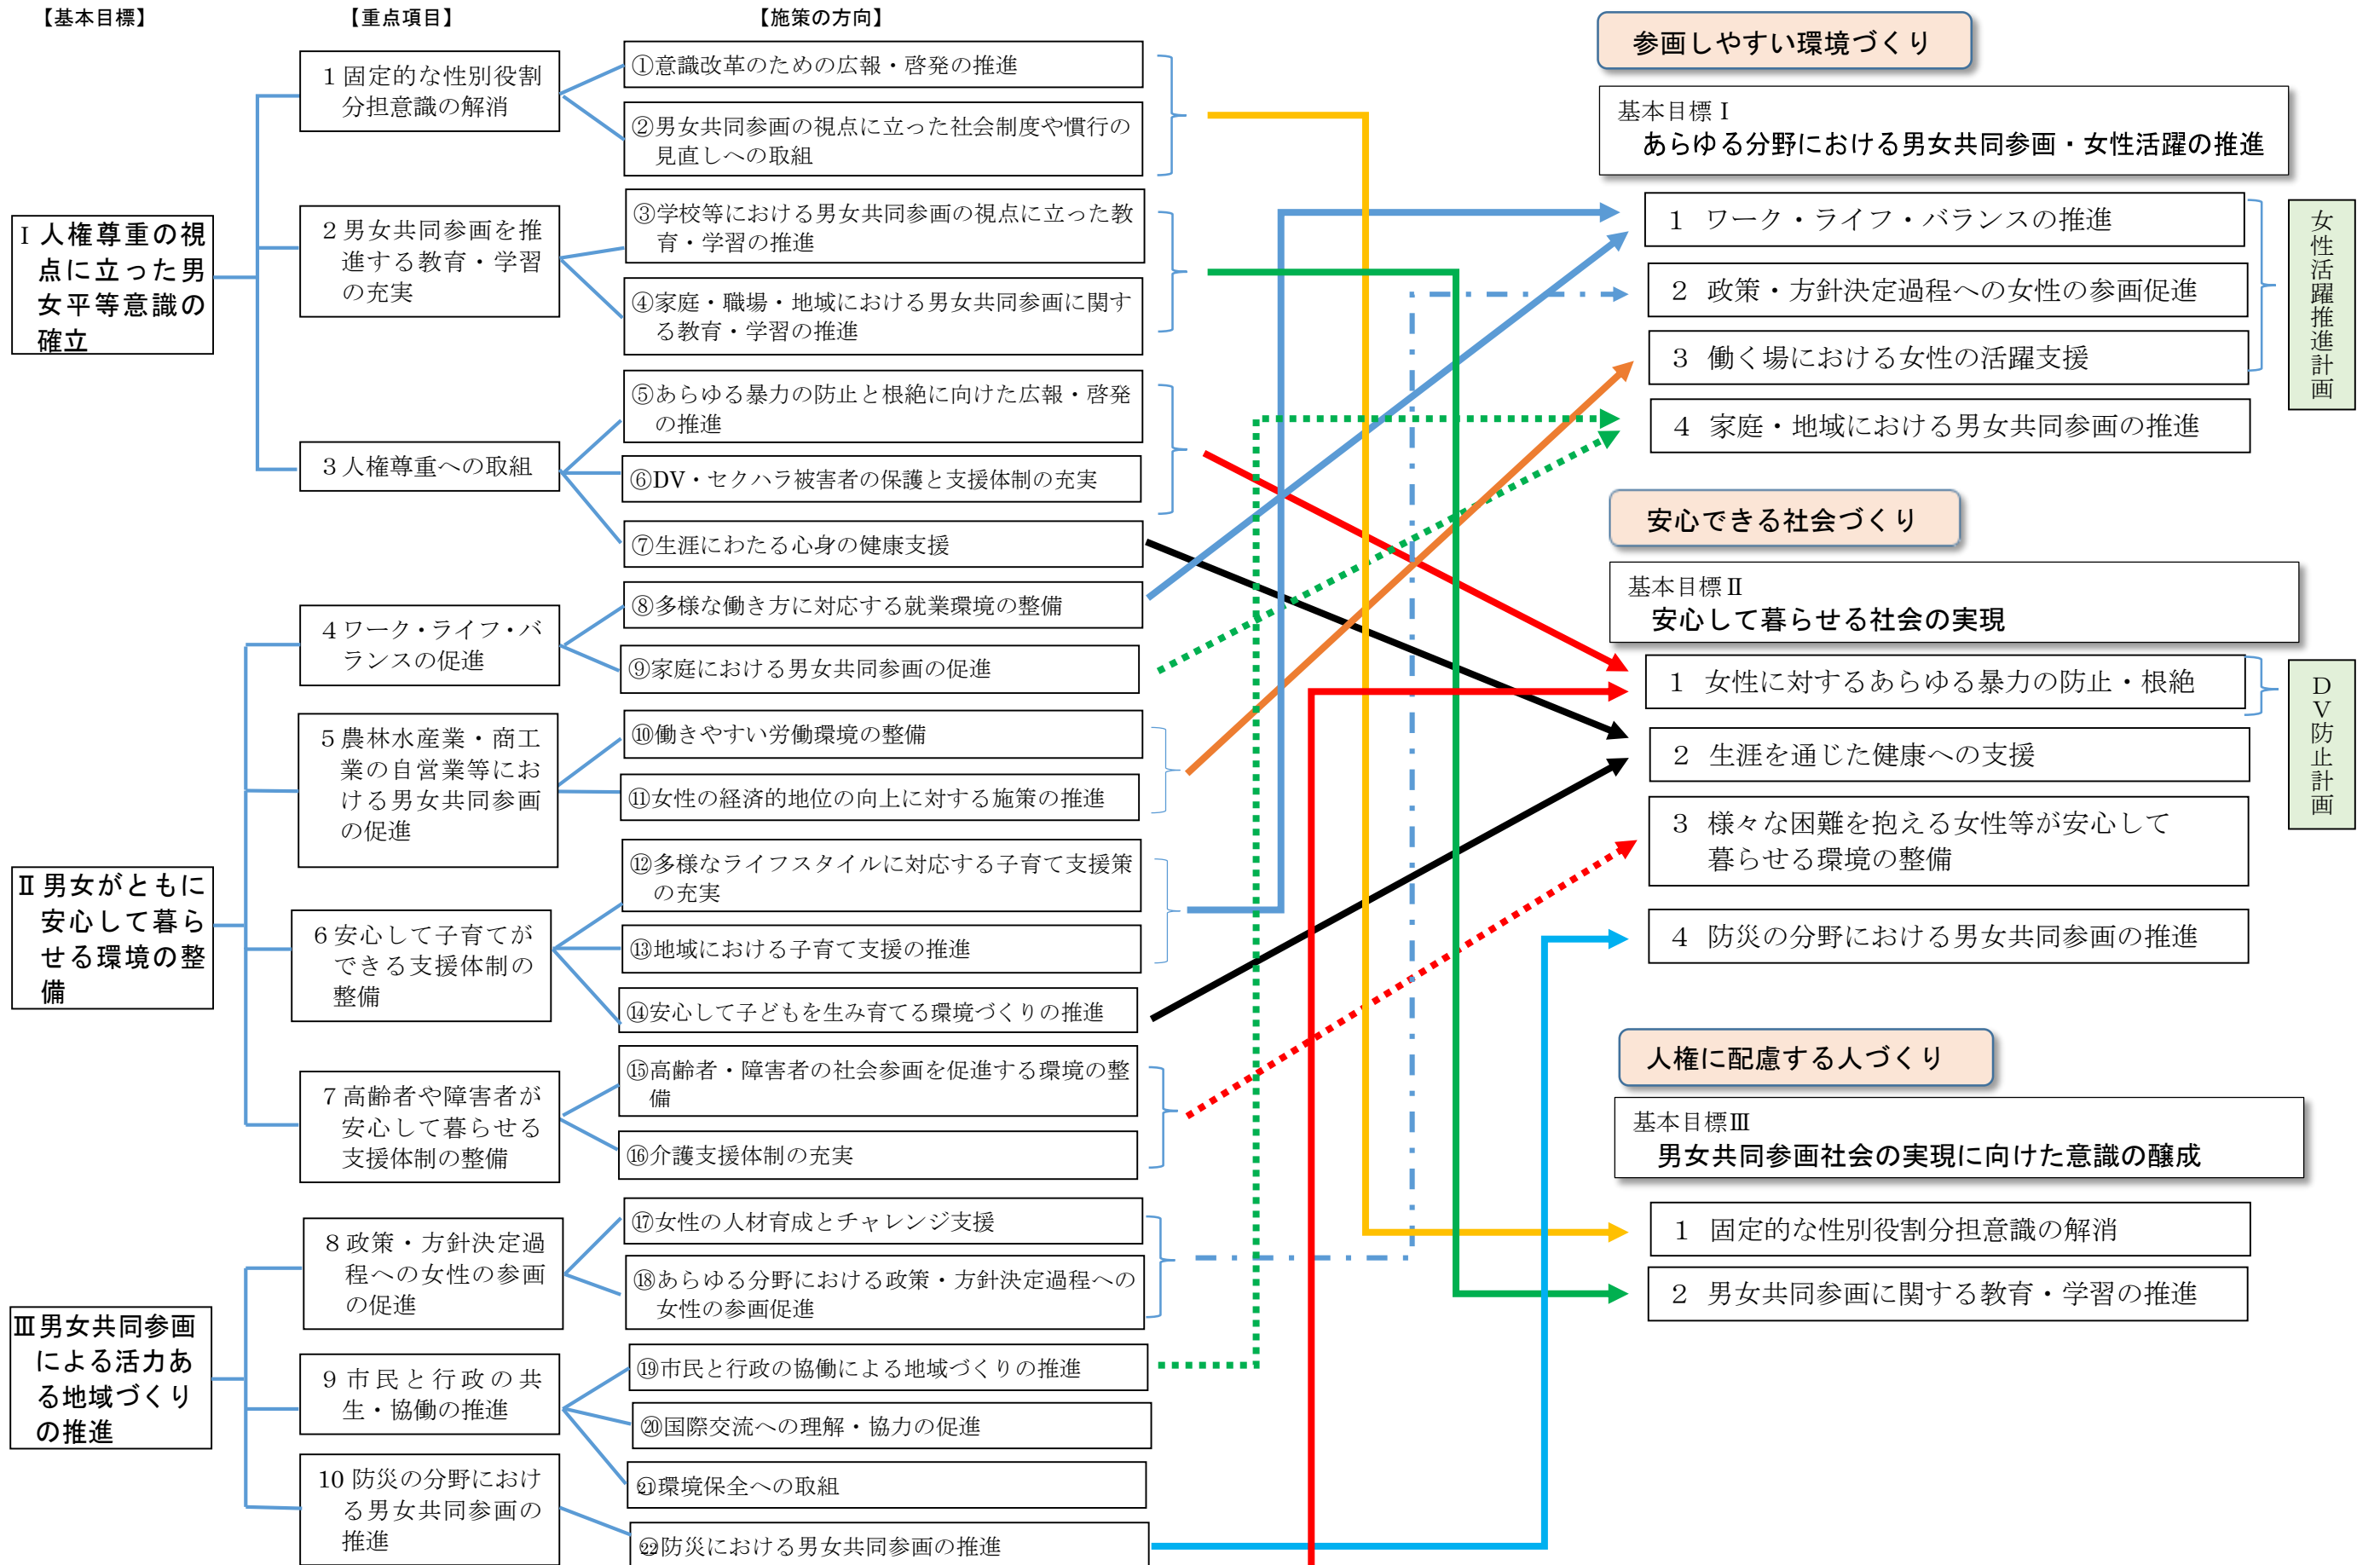 【基本目標】
【重点項目】
【施策の方向】
Ⅰ 人権尊重の視
点に立った男
女平等意識の
確立
１固定的な性別役割
分担意識の解消
①意識改革のための広報・啓発の推進
②男女共同参画の視点に立った社会制度や慣行の
見直しへの取組
２男女共同参画を推
進する教育・学習
の充実
③学校等における男女共同参画の視点に立った教
育・学習の推進
④家庭・職場・地域における男女共同参画に関す
る教育・学習の推進
３人権尊重への取組
⑤あらゆる暴力の防止と根絶に向けた広報・啓発
の推進
⑥DV・セクハラ被害者の保護と支援体制の充実
⑦生涯にわたる心身の健康支援
Ⅱ 男女がともに
安心して暮ら
せる環境の整
備
４ワーク・ライフ・バ
ランスの促進
⑧多様な働き方に対応する就業環境の整備
⑨家庭における男女共同参画の促進
５農林水産業・商工
業の自営業等にお
ける男女共同参画
の促進
⑩働きやすい労働環境の整備
⑪女性の経済的地位の向上に対する施策の推進
６安心して子育てが
できる支援体制の
整備
⑫多様なライフスタイルに対応する子育て支援策
の充実
⑬地域における子育て支援の推進
⑭安心して子どもを生み育てる環境づくりの推進
７高齢者や障害者が
安心して暮らせる
支援体制の整備
⑮高齢者・障害者の社会参画を促進する環境の整
備
⑯介護支援体制の充実
Ⅲ男女共同参画
による活力あ
る地域づくり
の推進
８政策・方針決定過
程への女性の参画
の促進
⑰女性の人材育成とチャレンジ支援
⑱あらゆる分野における政策・方針決定過程への
女性の参画促進
９市民と行政の共
生・協働の推進
⑲市民と行政の協働による地域づくりの推進
⑳国際交流への理解・協力の促進
㉑環境保全への取組
10 防災の分野におけ
る男女共同参画の
推進
㉒防災における男女共同参画の推進
参画しやすい環境づくり
基本目標Ⅰ
あらゆる分野における男女共同参画・女性活躍の推進
１ ワーク・ライフ・バランスの推進
２ 政策・方針決定過程への女性の参画促進
３ 働く場における女性の活躍支援
４ 家庭・地域における男女共同参画の推進
女性活躍推進計画
安心できる社会づくり
基本目標Ⅱ
安心して暮らせる社会の実現
１ 女性に対するあらゆる暴力の防止・根絶
２ 生涯を通じた健康への支援
３ 様々な困難を抱える女性等が安心して
暮らせる環境の整備
４ 防災の分野における男女共同参画の推進
ＤＶ防止計画
人権に配慮する人づくり
基本目標Ⅲ
男女共同参画社会の実現に向けた意識の醸成
１ 固定的な性別役割分担意識の解消
２ 男女共同参画に関する教育・学習の推進